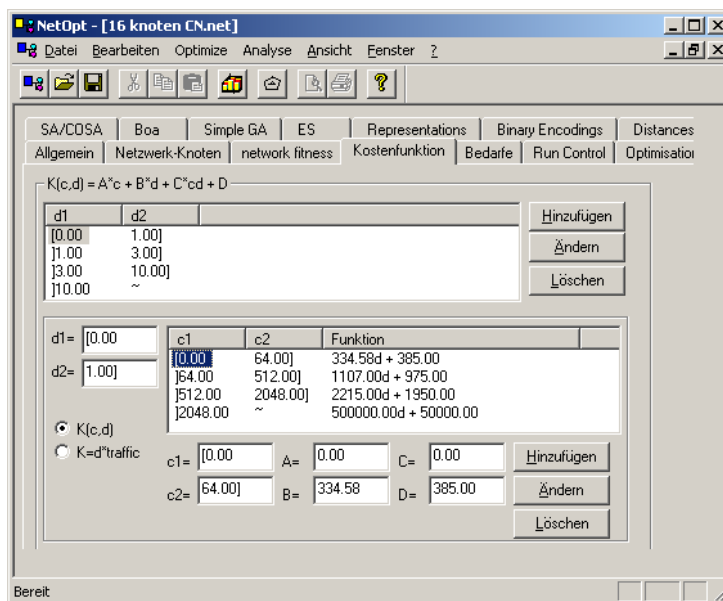 NetOpt - [16 knoten CN.net]
Datei Bearbeiten Optimize Analyse Ansicht Fenster ?
SA/COSA Boa Simple GA ES Representations Binary Encodings Distances
Allgemein Netzwerk-Knoten network fitness Kostenfunktion Bedarfe Run Control Optimisation
K(c,d) = A*c + B*d + C*cd + D
d1 d2
[0.00 1.00]
]1.00 3.00]
]3.00 10.00]
]10.00 ~
Hinzufügen
Ändern
Löschen
d1= [0.00
d2= 1.00]
K(c,d)
K=d*traffic
c1 c2 Funktion
[0.00 64.00] 334.58d + 385.00
]64.00 512.00] 1107.00d + 975.00
]512.00 2048.00] 2215.00d + 1950.00
]2048.00 ~ 500000.00d + 50000.00
c1= [0.00 A= 0.00 C= 0.00 Hinzufügen
c2= 64.00] B= 334.58 D= 385.00 Ändern
Löschen
Bereit